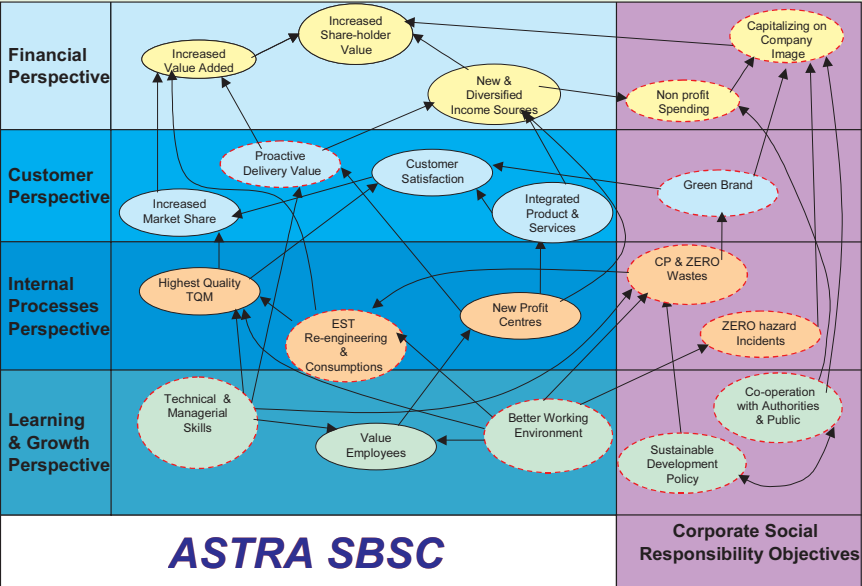 Financial
Perspective
Increased
Value Added
Increased
Share-holder
Value
New &
Diversified
Income Sources
Capitalizing on
Company
Image
Non profit
Spending
Customer
Perspective
Proactive
Delivery Value
Customer
Satisfaction
Increased
Market Share
Integrated
Product &
Services
Green Brand
Internal
Processes
Perspective
Highest Quality
TQM
EST
Re-engineering
&
Consumptions
New Profit
Centres
CP & ZERO
Wastes
ZERO hazard
Incidents
Learning
& Growth
Perspective
Technical &
Managerial
Skills
Value
Employees
Better Working
Environment
Co-operation
with Authorities
& Public
Sustainable
Development
Policy
ASTRA SBSC
Corporate Social
Responsibility Objectives